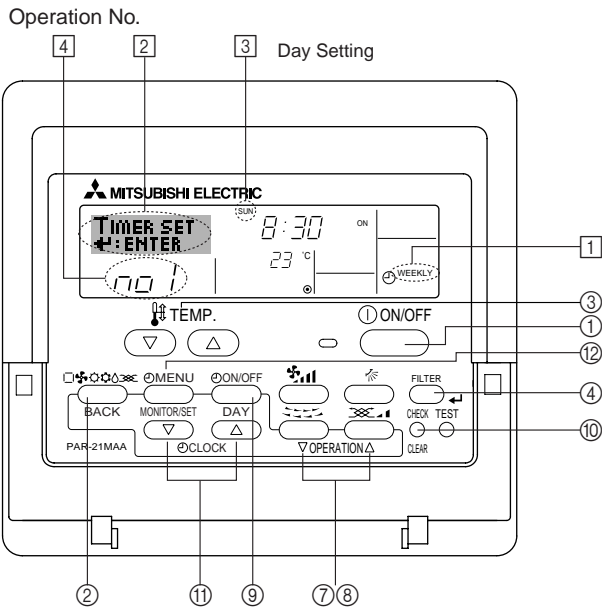 Operation No.
4 2 3 Day Setting
MITSUBISHI ELECTRIC
SUN
TIMER SET 8:30 ON
↵:ENTER
23 °C
WEEKLY 1
no 1
TEMP. ON/OFF ③
▽ △ ①
⑫
MENU ON/OFF FILTER
④
BACK MONITOR/SET DAY CHECK TEST
▽ △
PAR-21MAA CLOCK ▽OPERATION△ CLEAR ⑩
② ⑪ ⑨ ⑦⑧